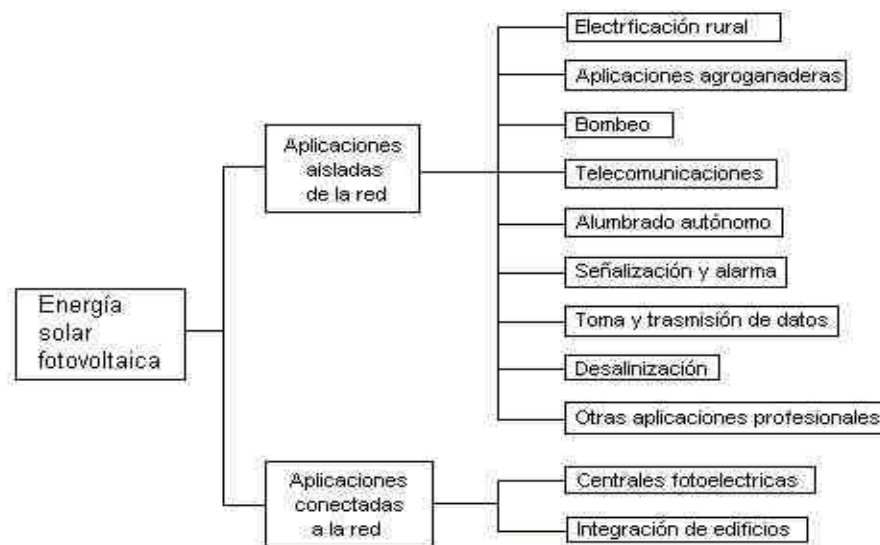 Energía
solar
fotovoltaica
Aplicaciones
aisladas
de la red
Electrficación rural
Aplicaciones agroganaderas
Bombeo
Telecomunicaciones
Alumbrado autónomo
Señalización y alarma
Toma y trasmisión de datos
Desalinización
Otras aplicaciones profesionales
Aplicaciones
conectadas
a la red
Centrales fotoelectricas
Integración de edificios